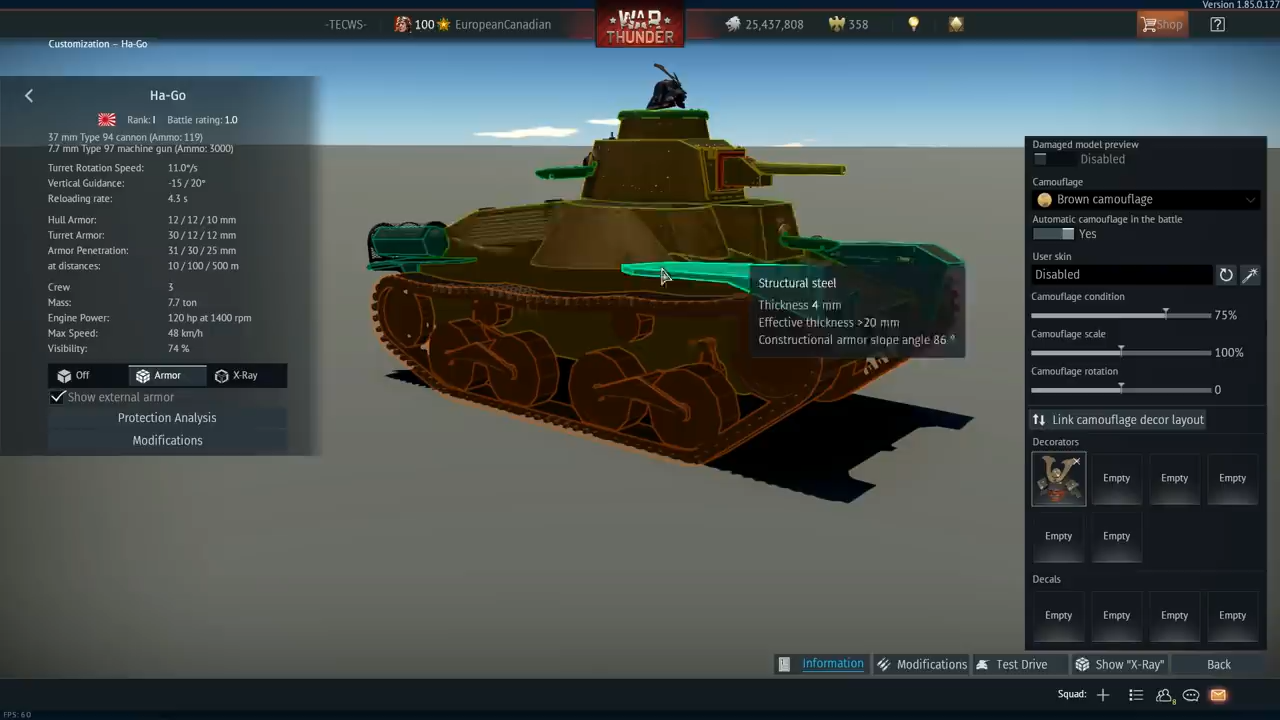 Version 1.85.0.127
-TECWS-
100
EuropeanCanadian
WAR
THUNDER
25,437,808
358
Shop
?
Customization – Ha-Go
Ha-Go
Rank: I Battle rating: 1.0
37 mm Type 94 cannon (Ammo: 119)
7.7 mm Type 97 machine gun (Ammo: 3000)
Turret Rotation Speed: 11.0°/s
Vertical Guidance: -15 / 20°
Reloading rate: 4.3 s
Hull Armor: 12 / 12 / 10 mm
Turret Armor: 30 / 12 / 12 mm
Armor Penetration: 31 / 30 / 25 mm
at distances: 10 / 100 / 500 m
Crew 3
Mass: 7.7 ton
Engine Power: 120 hp at 1400 rpm
Max Speed: 48 km/h
Visibility: 74 %
Off Armor X-Ray
Show external armor
Protection Analysis
Modifications
Structural steel
Thickness 4 mm
Effective thickness >20 mm
Constructional armor slope angle 86 °
Damaged model preview
Disabled
Camouflage
Brown camouflage
Automatic camouflage in the battle
Yes
User skin
Disabled
Camouflage condition
75%
Camouflage scale
100%
Camouflage rotation
0
Link camouflage decor layout
Decorators
Empty Empty Empty
Empty Empty
Decals
Empty Empty Empty Empty
Information Modifications Test Drive Show "X-Ray" Back
Squad:
8
FPS: 60